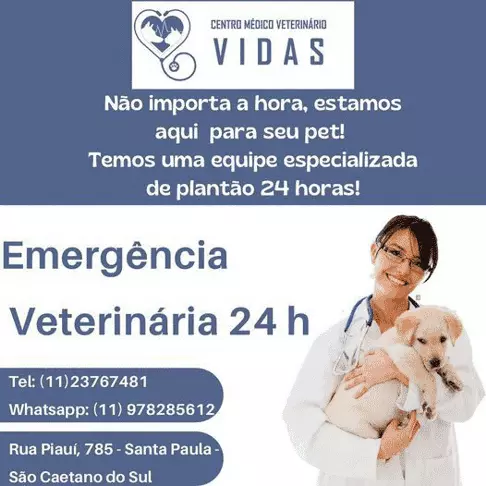 CENTRO MÉDICO VETERINÁRIO
VIDAS
Não importa a hora, estamos
aqui para seu pet!
Temos uma equipe especializada
de plantão 24 horas!
Emergência
Veterinária 24 h
Tel: (11)23767481
Whatsapp: (11) 978285612
Rua Piauí, 785 - Santa Paula -
São Caetano do Sul